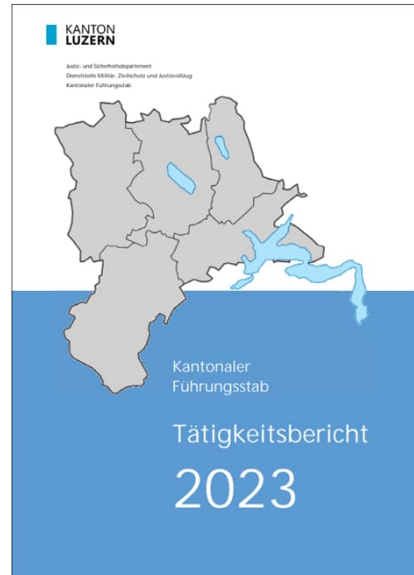 KANTON
LUZERN
Justiz- und Sicherheitsdepartement
Dienststelle Militär, Zivilschutz und Justizvollzug
Kantonaler Führungsstab
Kantonaler
Führungsstab
Tätigkeitsbericht
2023